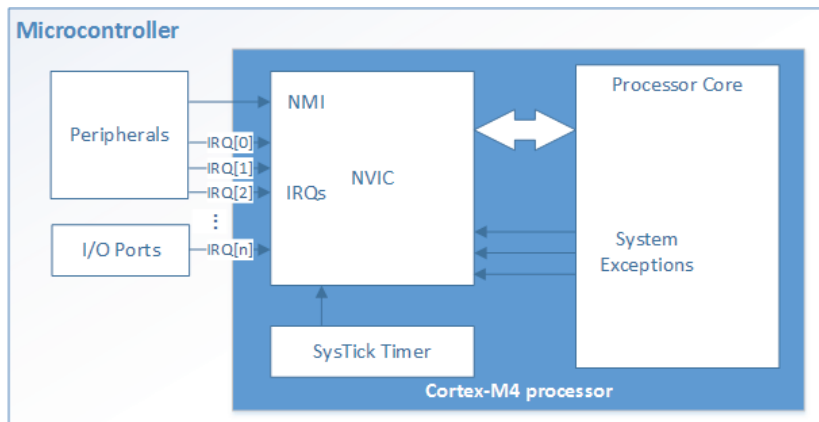 Microcontroller
Peripherals
NMI
Processor Core
IRQ[0]
IRQ[1]
NVIC
IRQ[2]
IRQs
⋮
I/O Ports
IRQ[n]
System
Exceptions
SysTick Timer
Cortex-M4 processor